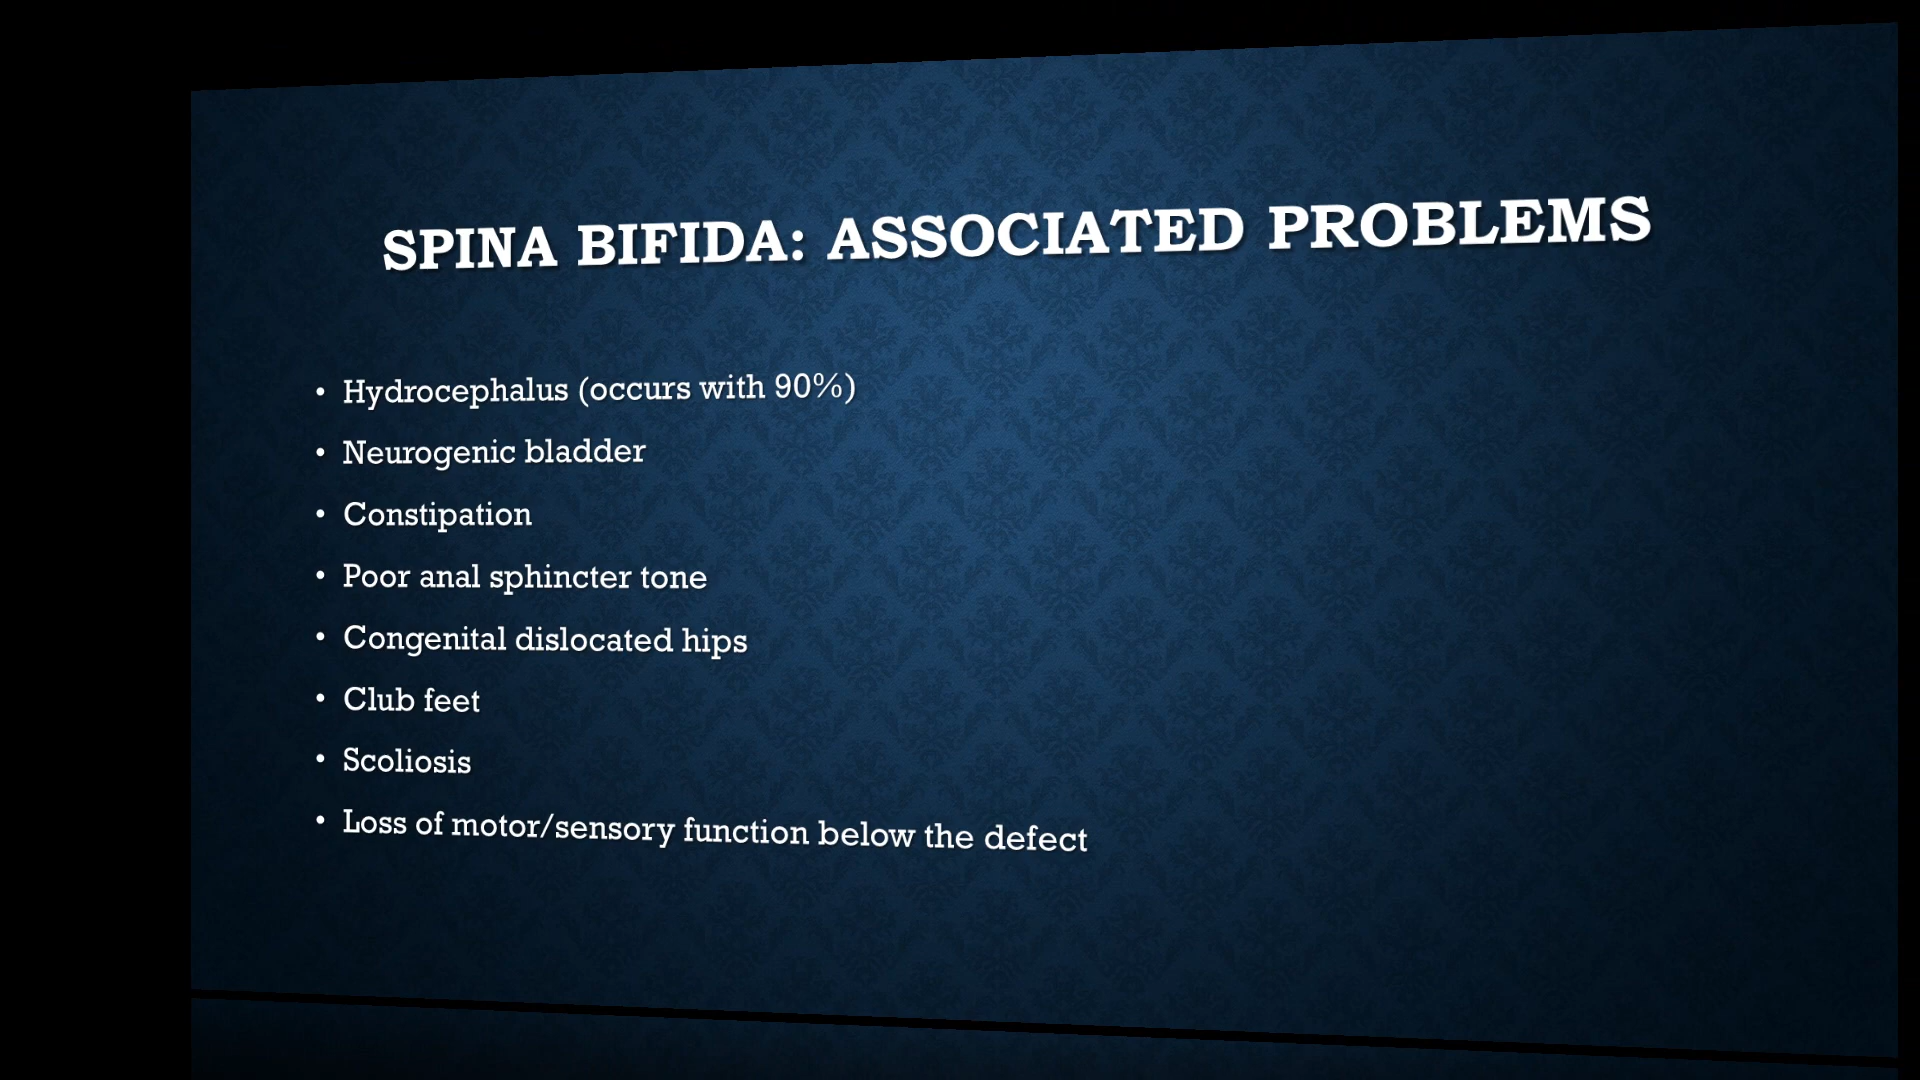 SPINA BIFIDA: ASSOCIATED PROBLEMS
• Hydrocephalus (occurs with 90%)
• Neurogenic bladder
• Constipation
• Poor anal sphincter tone
• Congenital dislocated hips
• Club feet
• Scoliosis
• Loss of motor/sensory function below the defect